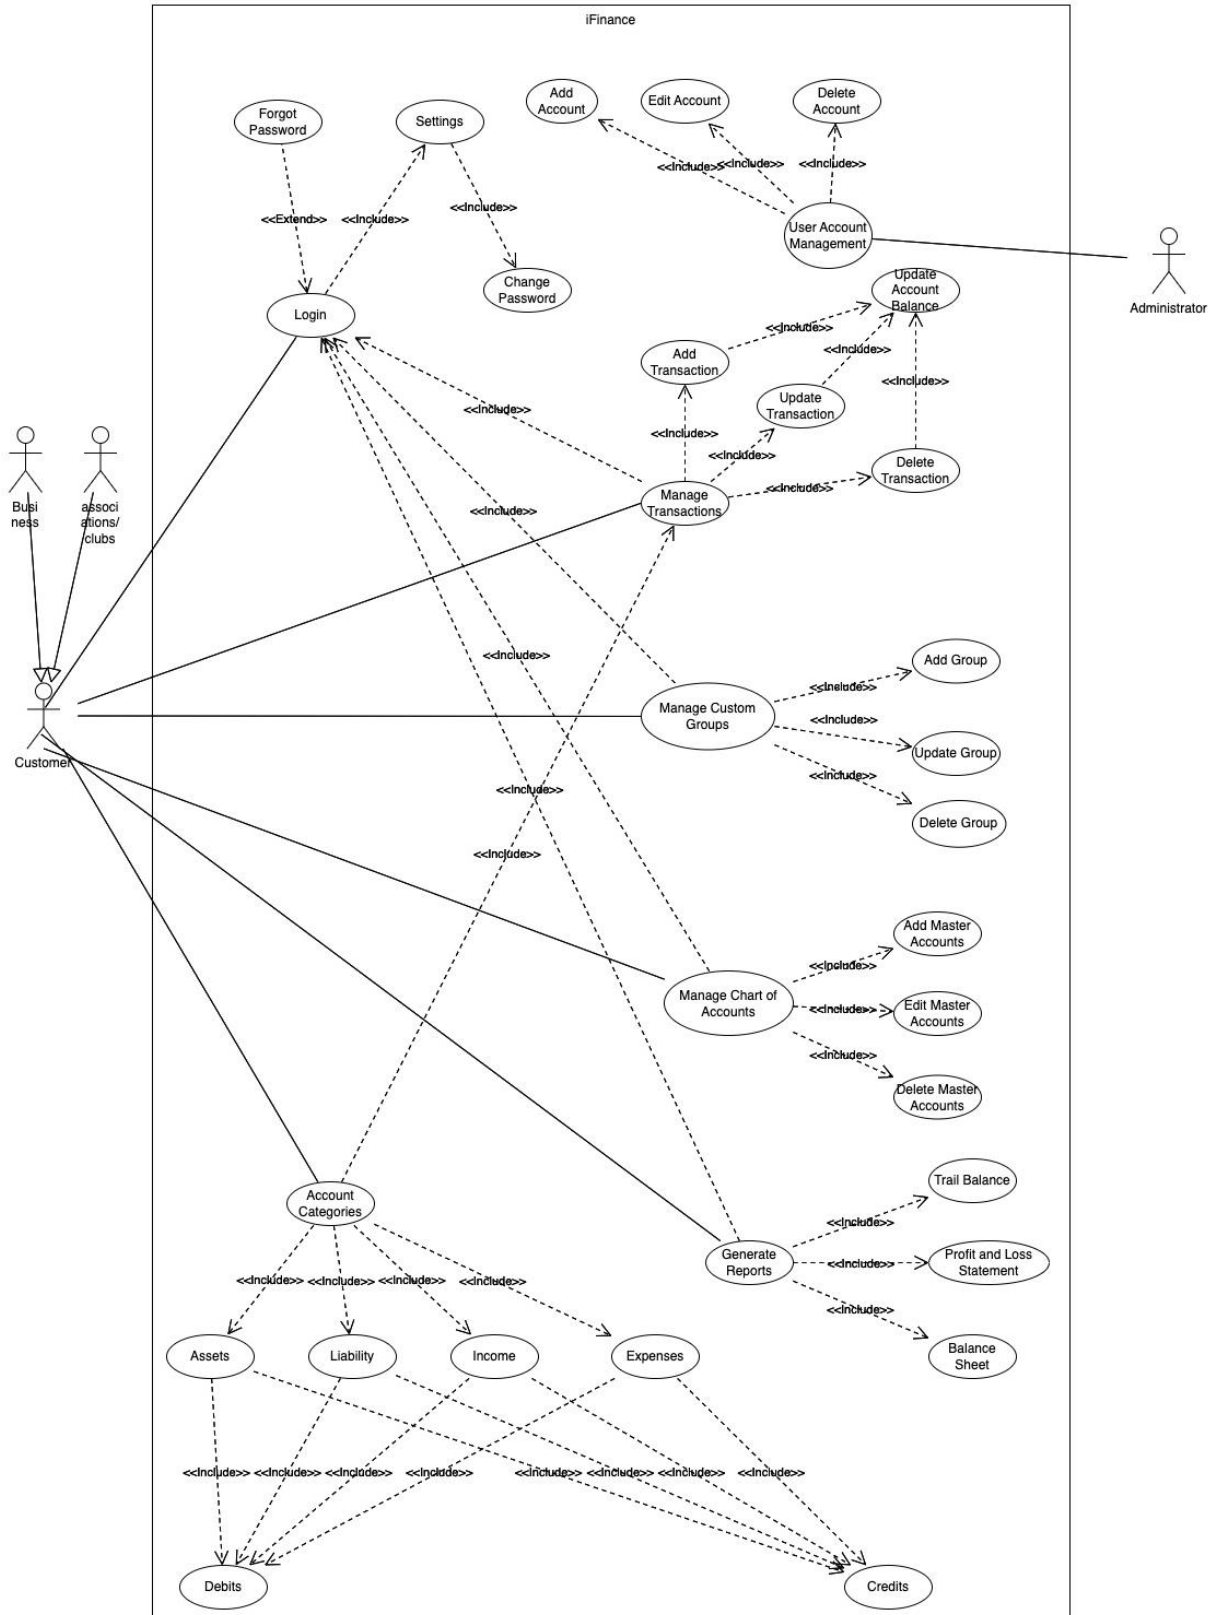 iFinance
Add
Account
Edit Account
Delete
Account
Forgot
Password
Settings
<<Include>>
<<Include>>
<<Include>>
<<Include>>
<<Extend>>
<<Include>>
User Account
Management
Change
Password
Update
Account
Balance
Administrator
Login
<<Include>>
<<Include>>
Add
Transaction
<<Include>>
Update
Transaction
<<Include>>
<<Include>>
<<Include>>
Delete
Transaction
<<Include>>
Manage
Transactions
Busi
ness
associ
ations/
clubs
<<Include>>
<<Include>>
Add Group
<<Include>>
Manage Custom
Groups
<<Include>>
Update Group
Customer
<<Include>>
<<Include>>
Delete Group
<<Include>>
Add Master
Accounts
<<Include>>
Manage Chart of
Accounts
<<Include>>
Edit Master
Accounts
<<Include>>
Delete Master
Accounts
Trail Balance
Account
Categories
<<Include>>
Generate
Reports
<<Include>>
Profit and Loss
Statement
<<Include>>
<<Include>>
<<Include>>
<<Include>>
<<Include>>
Assets
Liability
Income
Expenses
Balance
Sheet
<<Include>>
<<Include>>
<<Include>>
<<Include>>
<<Include>>
<<Include>>
<<Include>>
<<Include>>
Debits
Credits